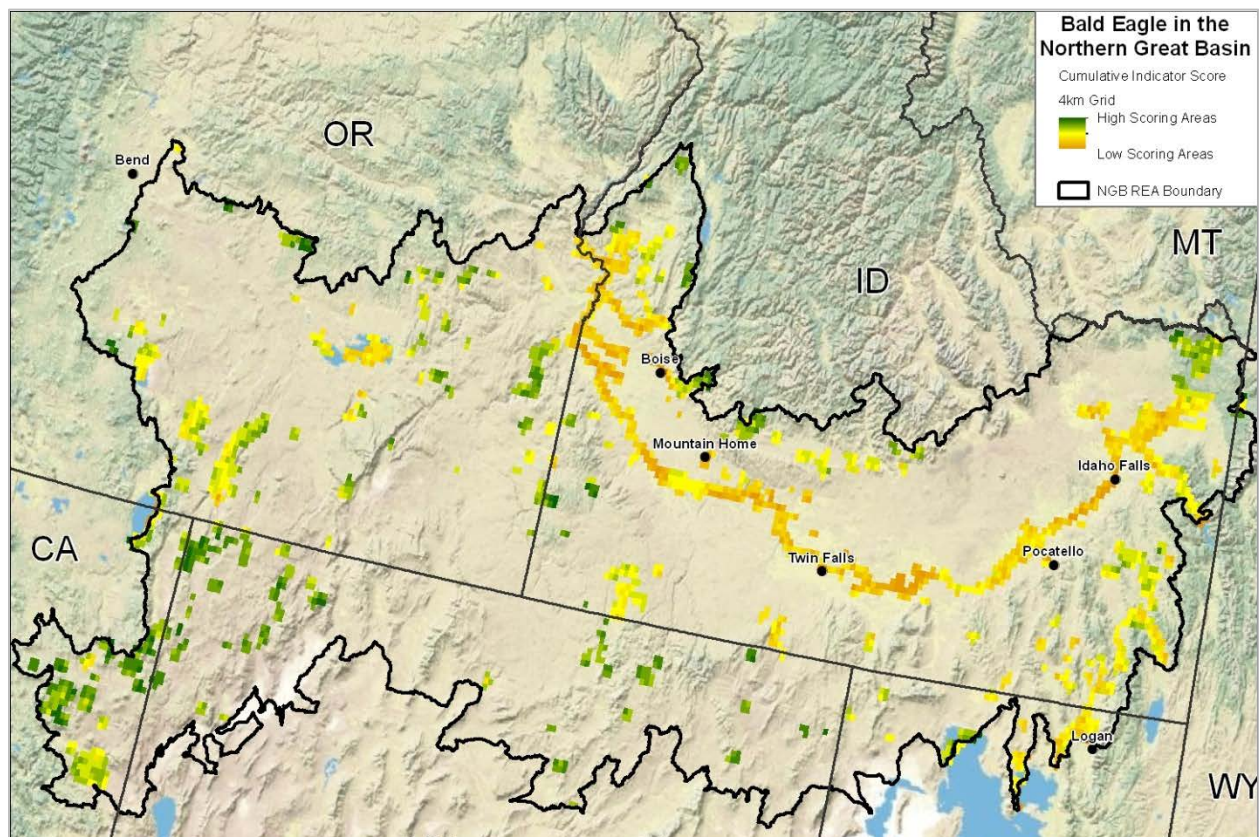 Bald Eagle in the
Northern Great Basin
Cumulative Indicator Score
4km Grid
High Scoring Areas
Low Scoring Areas
NGB REA Boundary
OR
Bend
MT
ID
Boise
Mountain Home
Idaho Falls
CA
Twin Falls
Pocatello
Logan
WY